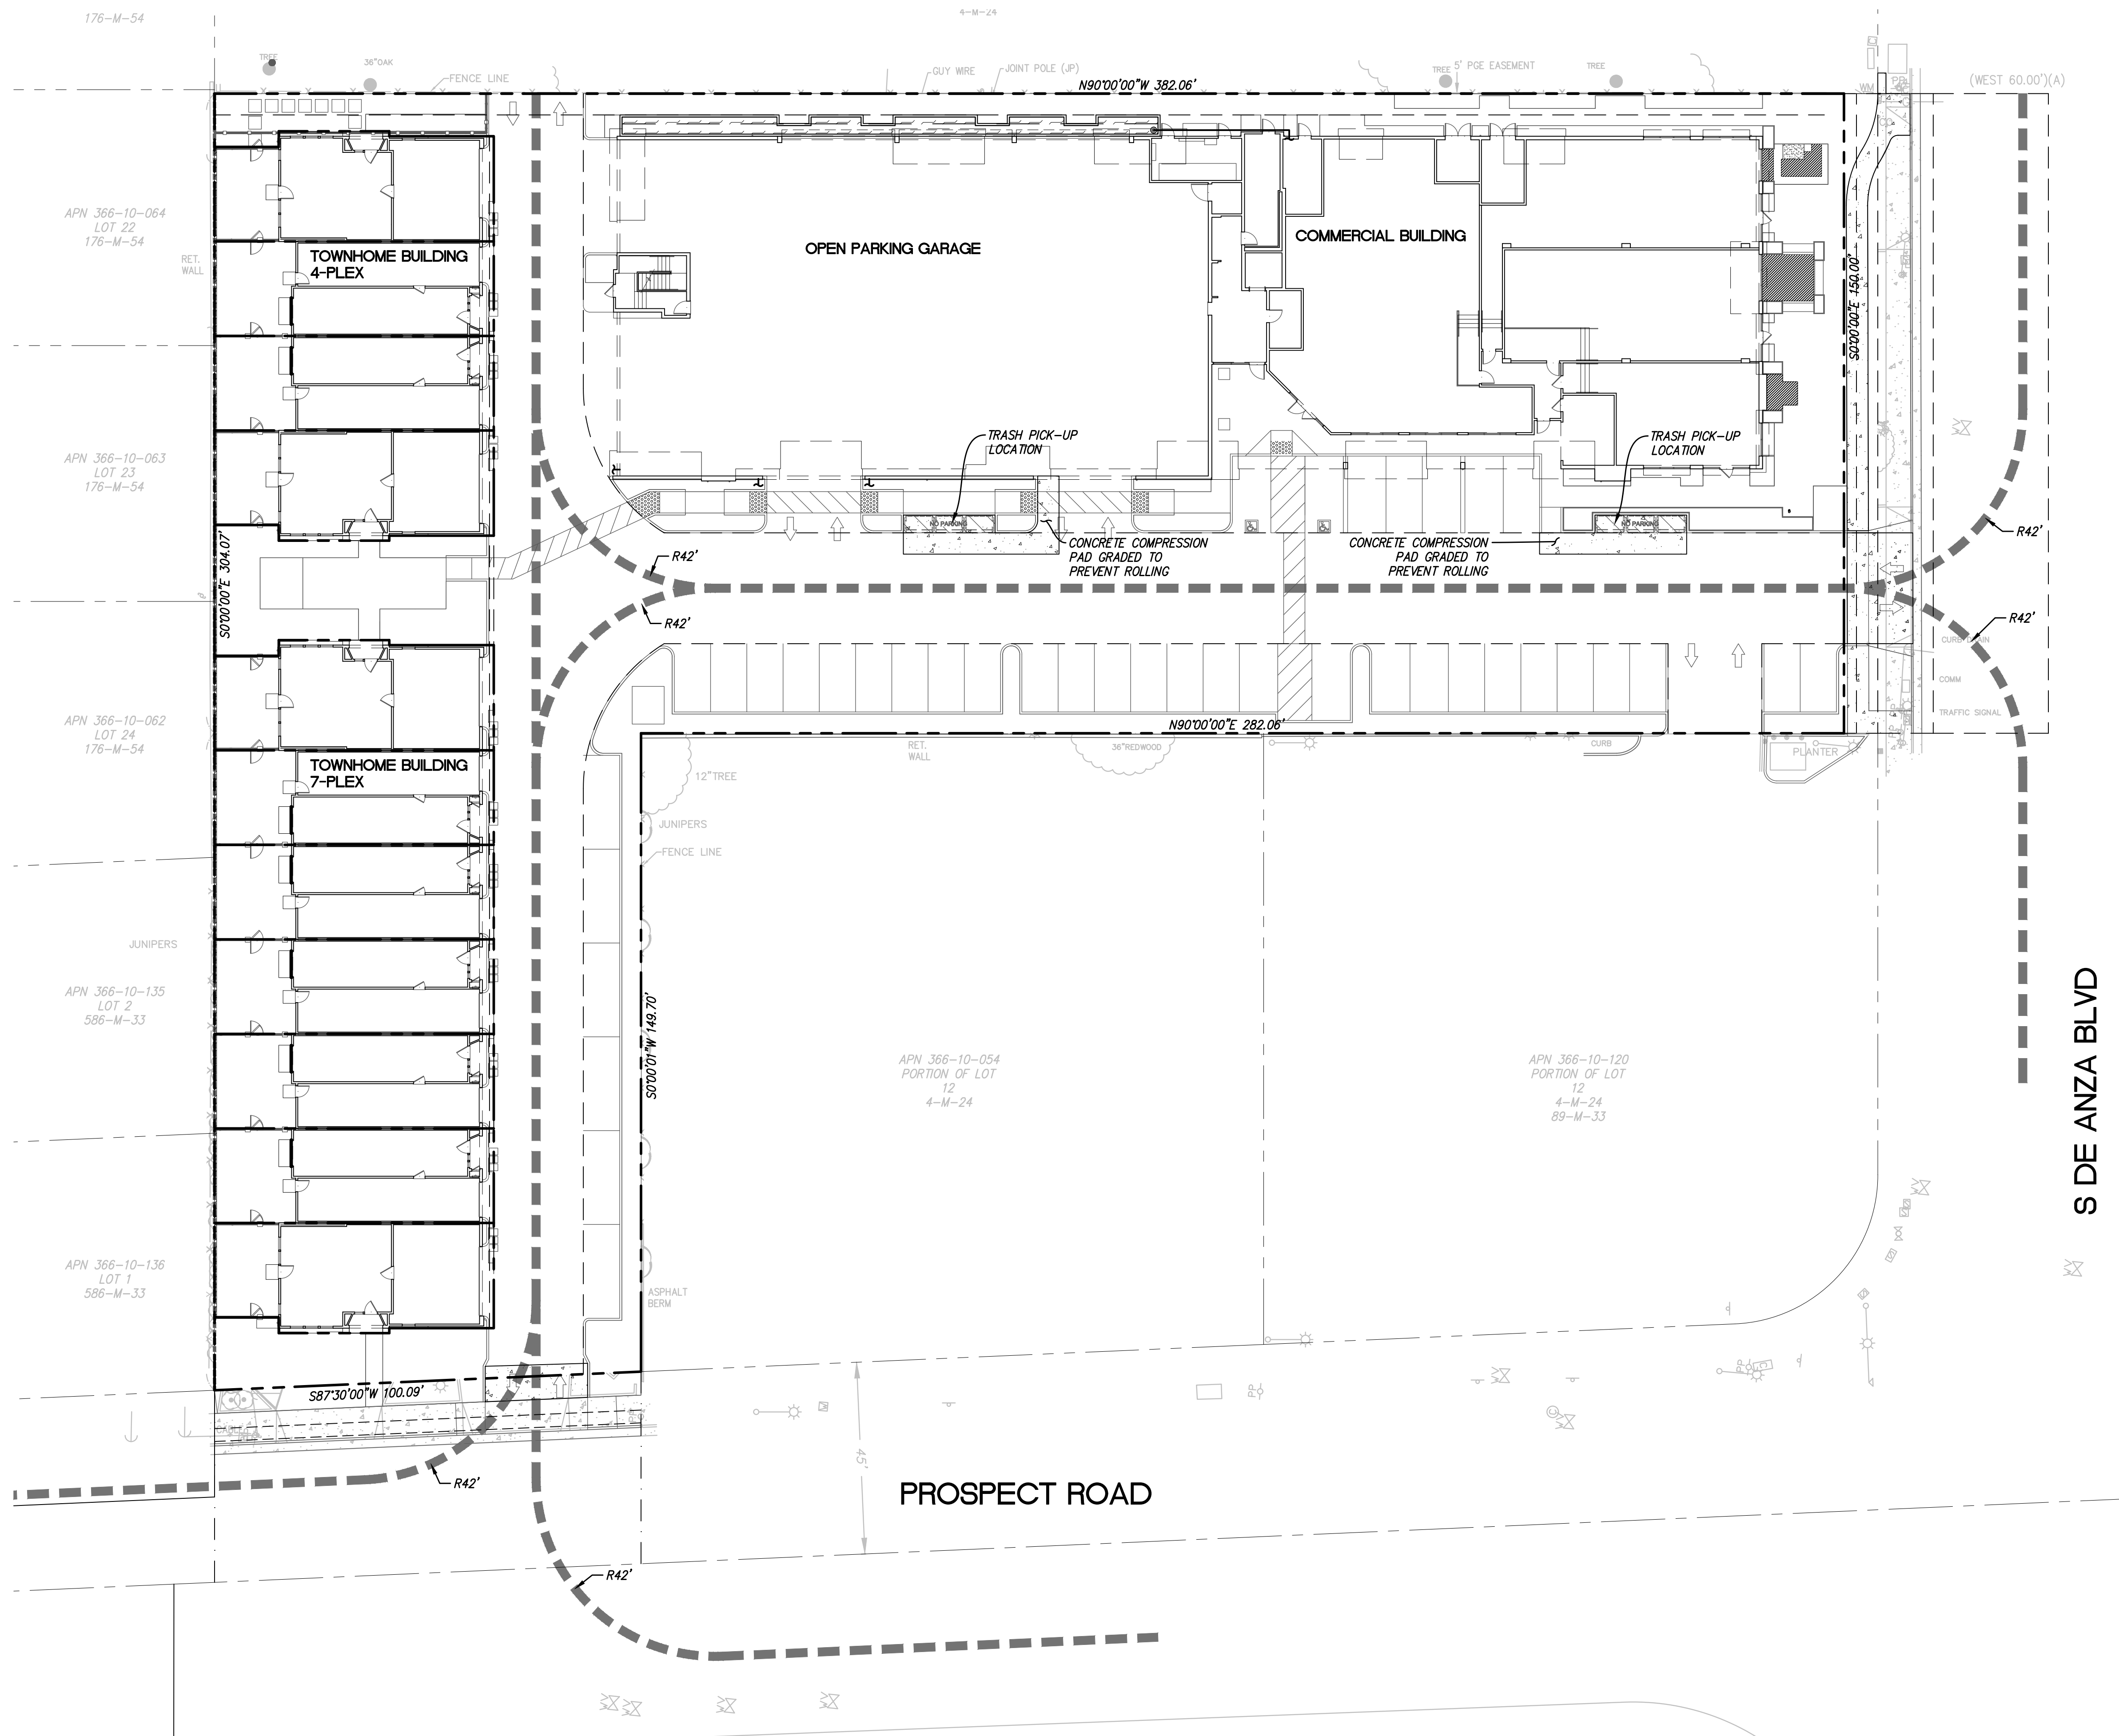 176-M-54
4-M-24
TREE
36"OAK
FENCE LINE
GUY WIRE
JOINT POLE (JP)
N90°00'00"W 382.06'
TREE
5' PGE EASEMENT
TREE
WM
PP
(WEST 60.00')(A)
APN 366-10-064
LOT 22
176-M-54
RET.
WALL
TOWNHOME BUILDING
4-PLEX
OPEN PARKING GARAGE
COMMERCIAL BUILDING
S0°00'00"E 150.00'
APN 366-10-063
LOT 23
176-M-54
TRASH PICK-UP
LOCATION
TRASH PICK-UP
LOCATION
NO PARKING
NO PARKING
CONCRETE COMPRESSION
PAD GRADED TO
PREVENT ROLLING
CONCRETE COMPRESSION
PAD GRADED TO
PREVENT ROLLING
R42'
R42'
R42'
R42'
S0°00'00"E 304.07'
CURB DRAIN
COMM
TRAFFIC SIGNAL
APN 366-10-062
LOT 24
176-M-54
N90°00'00"E 282.06'
RET.
WALL
36"REDWOOD
CURB
PLANTER
TOWNHOME BUILDING
7-PLEX
12"TREE
JUNIPERS
FENCE LINE
JUNIPERS
APN 366-10-135
LOT 2
586-M-33
S0°00'01"W 149.70'
APN 366-10-054
PORTION OF LOT
12
4-M-24
APN 366-10-120
PORTION OF LOT
12
4-M-24
89-M-33
S DE ANZA BLVD
APN 366-10-136
LOT 1
586-M-33
ASPHALT
BERM
S87°30'00"W 100.09'
PP
PP
45'
R42'
PROSPECT ROAD
R42'